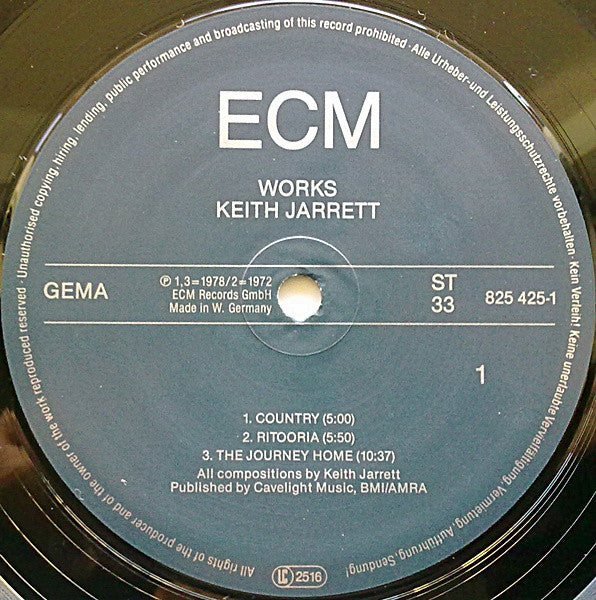 All rights of the producer and of the owner of the work reproduced reserved · Unauthorised copying, hiring, lending, public performance and broadcasting of this record prohibited · Alle Urheber- und Leistungsschutzrechte vorbehalten · Kein Verleih! Keine unerlaubte Vervielfältigung, Vermietung, Aufführung, Sendung!
ECM
WORKS
KEITH JARRETT
GEMA
℗ 1,3=1978/2=1972
ECM Records GmbH
Made in W. Germany
ST
33
825 425-1
1
1. COUNTRY (5:00)
2. RITOORIA (5:50)
3. THE JOURNEY HOME (10:37)
All compositions by Keith Jarrett
Published by Cavelight Music, BMI/AMRA
LC 2516